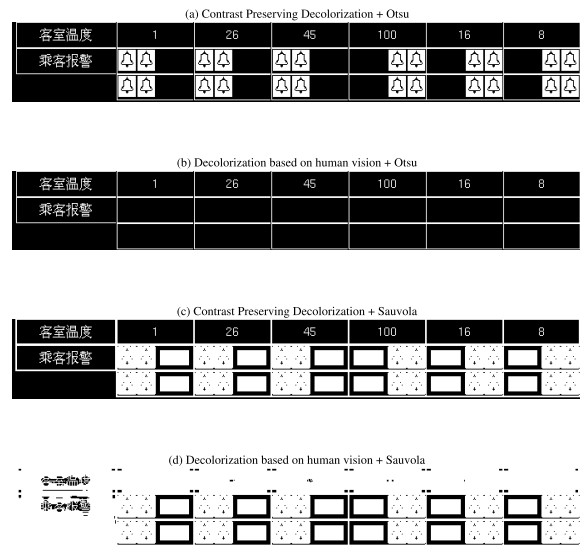 (a) Contrast Preserving Decolorization + Otsu
客室温度 1 26 45 100 16 8
乘客报警
(b) Decolorization based on human vision + Otsu
客室温度 1 26 45 100 16 8
乘客报警
(c) Contrast Preserving Decolorization + Sauvola
客室温度 1 26 45 100 16 8
乘客报警
(d) Decolorization based on human vision + Sauvola